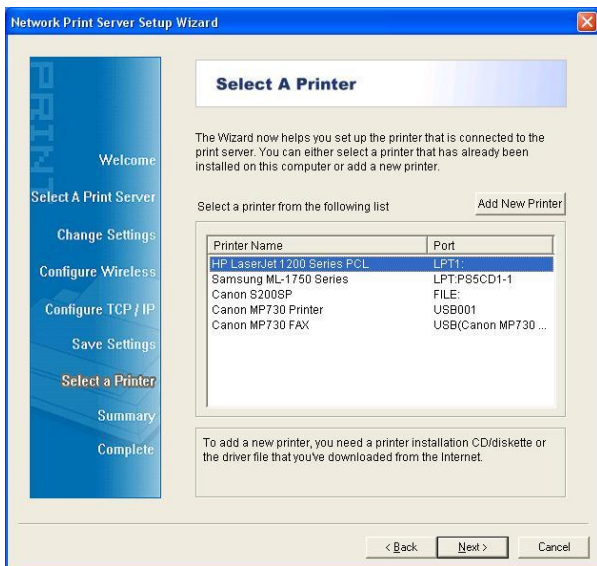 Network Print Server Setup Wizard
PRINT
Welcome
Select A Print Server
Change Settings
Configure Wireless
Configure TCP / IP
Save Settings
Select a Printer
Summary
Complete
Select A Printer
The Wizard now helps you set up the printer that is connected to the
print server. You can either select a printer that has already been
installed on this computer or add a new printer.
Select a printer from the following list
Add New Printer
Printer Name Port
HP LaserJet 1200 Series PCL LPT1:
Samsung ML-1750 Series LPT:PS5CD1-1
Canon S200SP FILE:
Canon MP730 Printer USB001
Canon MP730 FAX USB(Canon MP730 ...
To add a new printer, you need a printer installation CD/diskette or
the driver file that you've downloaded from the Internet.
< Back Next > Cancel